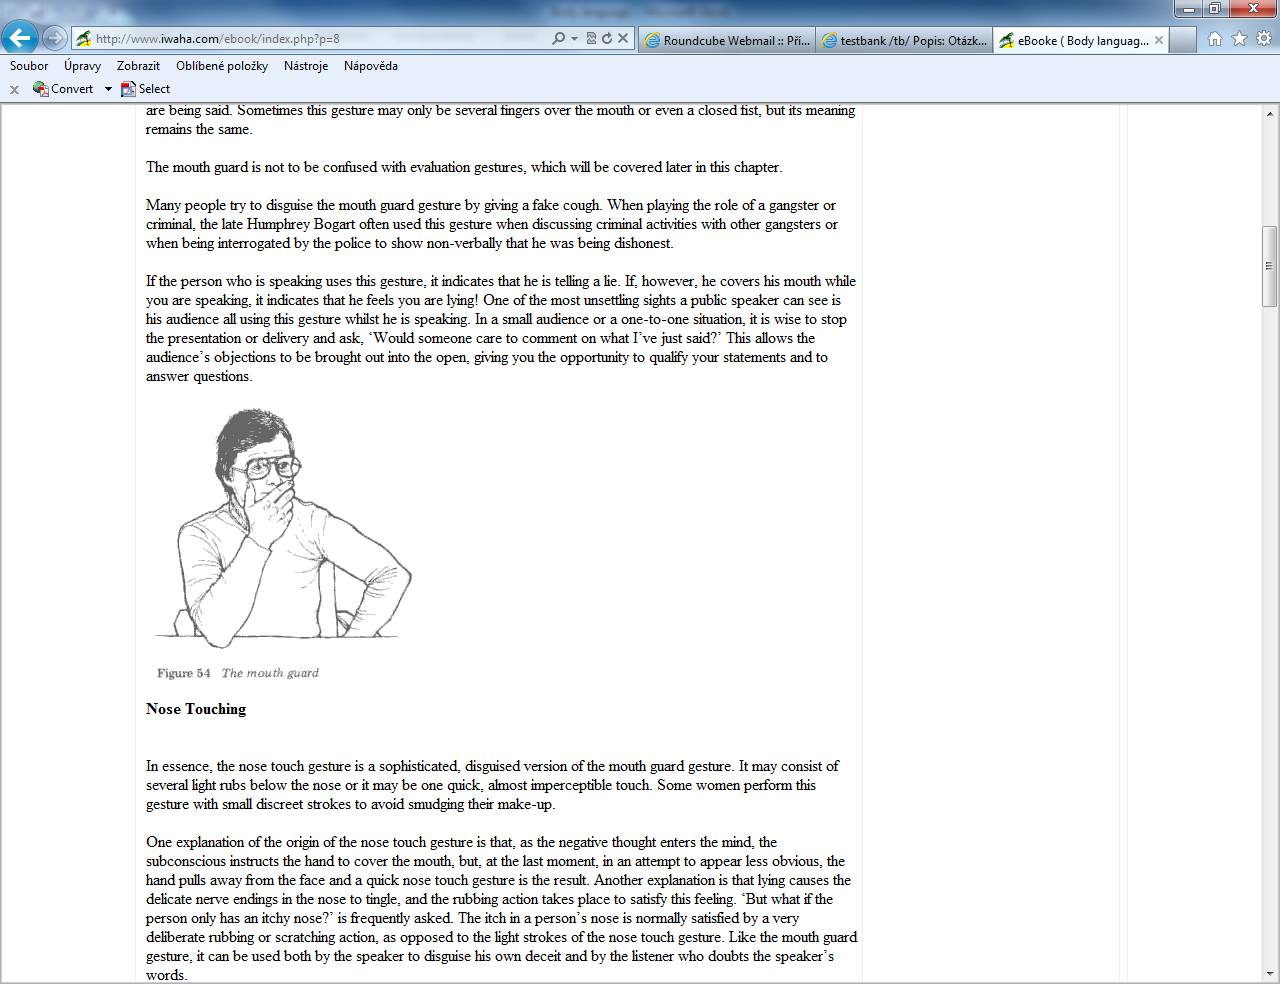 Body language - Microsoft Word
http://www.iwaha.com/ebook/index.php?p=8
Roundcube Webmail :: Pří...
testbank /tb/ Popis: Otázk...
eBooke ( Body languag...
Soubor Úpravy Zobrazit Oblíbené položky Nástroje Nápověda
x Convert Select
are being said. Sometimes this gesture may only be several fingers over the mouth or even a closed fist, but its meaning
remains the same.
The mouth guard is not to be confused with evaluation gestures, which will be covered later in this chapter.
Many people try to disguise the mouth guard gesture by giving a fake cough. When playing the role of a gangster or
criminal, the late Humphrey Bogart often used this gesture when discussing criminal activities with other gangsters or
when being interrogated by the police to show non-verbally that he was being dishonest.
If the person who is speaking uses this gesture, it indicates that he is telling a lie. If, however, he covers his mouth while
you are speaking, it indicates that he feels you are lying! One of the most unsettling sights a public speaker can see is
his audience all using this gesture whilst he is speaking. In a small audience or a one-to-one situation, it is wise to stop
the presentation or delivery and ask, ‘Would someone care to comment on what I’ve just said?’ This allows the
audience’s objections to be brought out into the open, giving you the opportunity to qualify your statements and to
answer questions.
Figure 54 The mouth guard
Nose Touching
In essence, the nose touch gesture is a sophisticated, disguised version of the mouth guard gesture. It may consist of
several light rubs below the nose or it may be one quick, almost imperceptible touch. Some women perform this
gesture with small discreet strokes to avoid smudging their make-up.
One explanation of the origin of the nose touch gesture is that, as the negative thought enters the mind, the
subconscious instructs the hand to cover the mouth, but, at the last moment, in an attempt to appear less obvious, the
hand pulls away from the face and a quick nose touch gesture is the result. Another explanation is that lying causes the
delicate nerve endings in the nose to tingle, and the rubbing action takes place to satisfy this feeling. ‘But what if the
person only has an itchy nose?’ is frequently asked. The itch in a person’s nose is normally satisfied by a very
deliberate rubbing or scratching action, as opposed to the light strokes of the nose touch gesture. Like the mouth guard
gesture, it can be used both by the speaker to disguise his own deceit and by the listener who doubts the speaker’s
words.